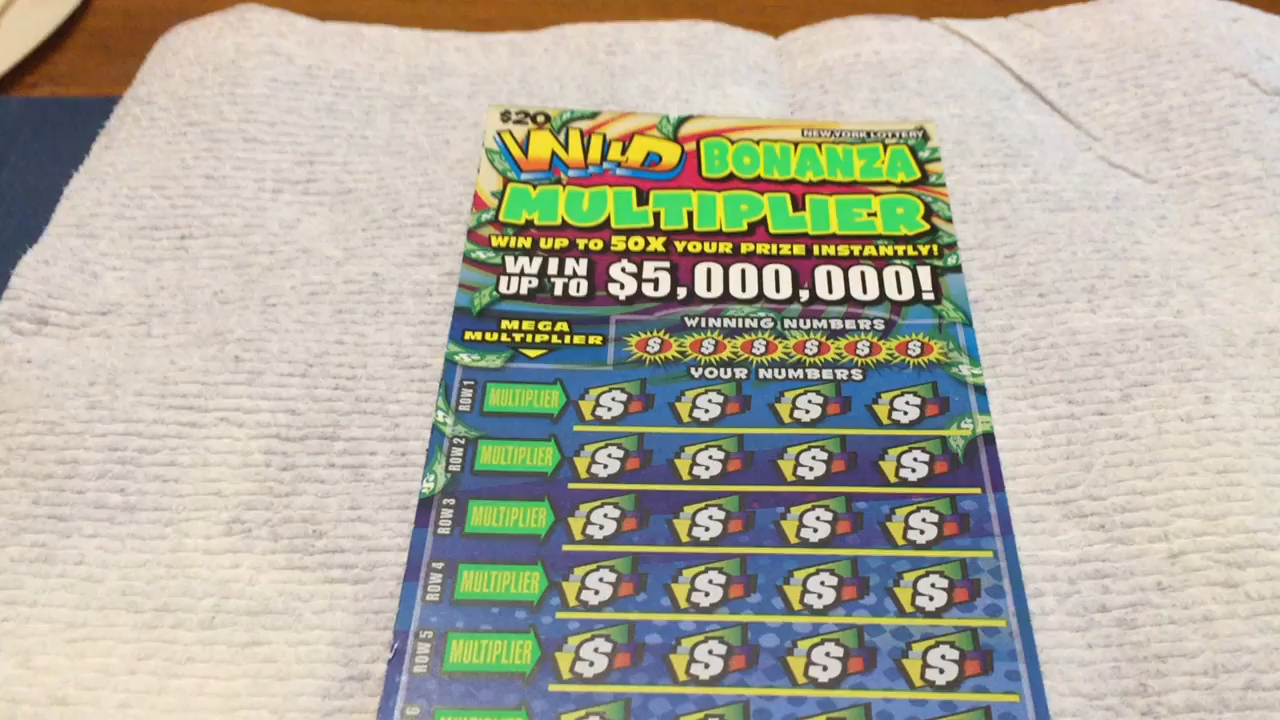 $20
NEW YORK LOTTERY
WILD BONANZA
MULTIPLIER
WIN UP TO 50X YOUR PRIZE INSTANTLY!
WIN UP TO $5,000,000!
MEGA MULTIPLIER
WINNING NUMBERS
$ $ $ $ $ $
YOUR NUMBERS
ROW 1 MULTIPLIER $ $ $ $
ROW 2 MULTIPLIER $ $ $ $
ROW 3 MULTIPLIER $ $ $ $
ROW 4 MULTIPLIER $ $ $ $
ROW 5 MULTIPLIER $ $ $ $
6 MULTIPLIER